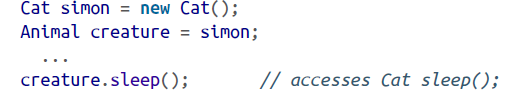 Cat simon = new Cat();
Animal creature = simon;
...
creature.sleep(); // accesses Cat sleep();